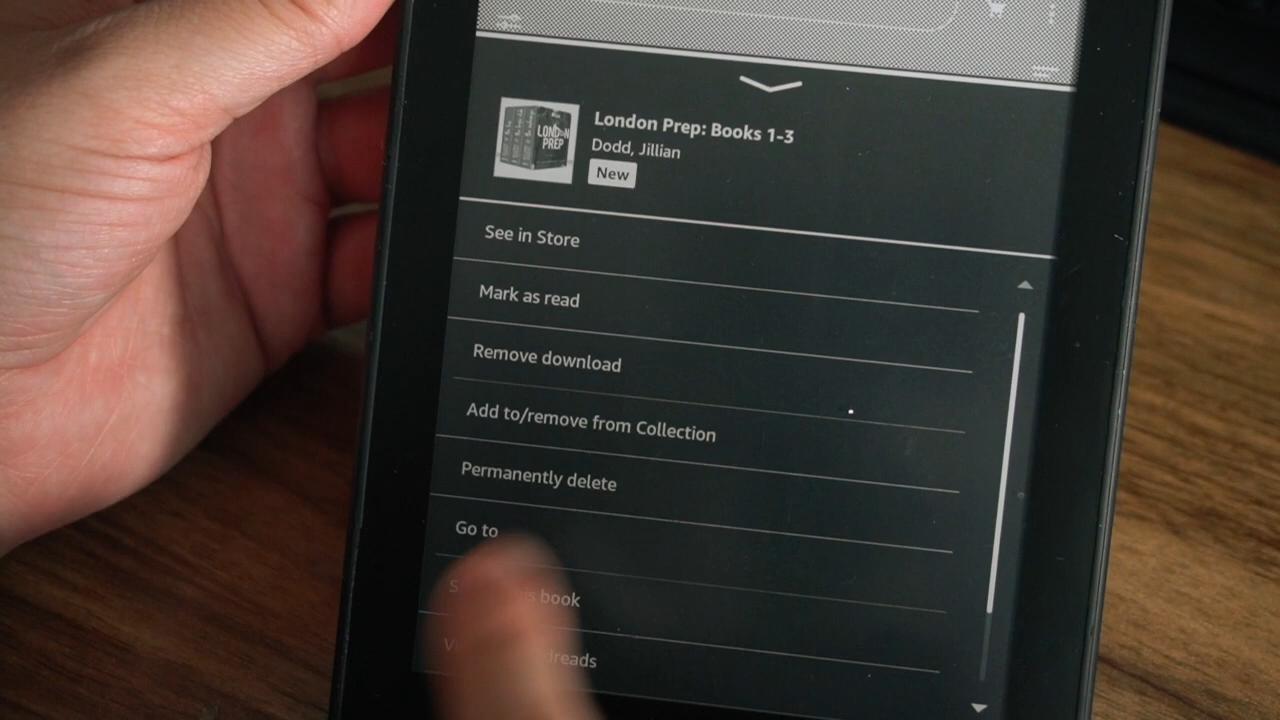 London Prep: Books 1-3
LONDON
PREP
Dodd, Jillian
New
See in Store
Mark as read
Remove download
Add to/remove from Collection
Permanently delete
Go to
book